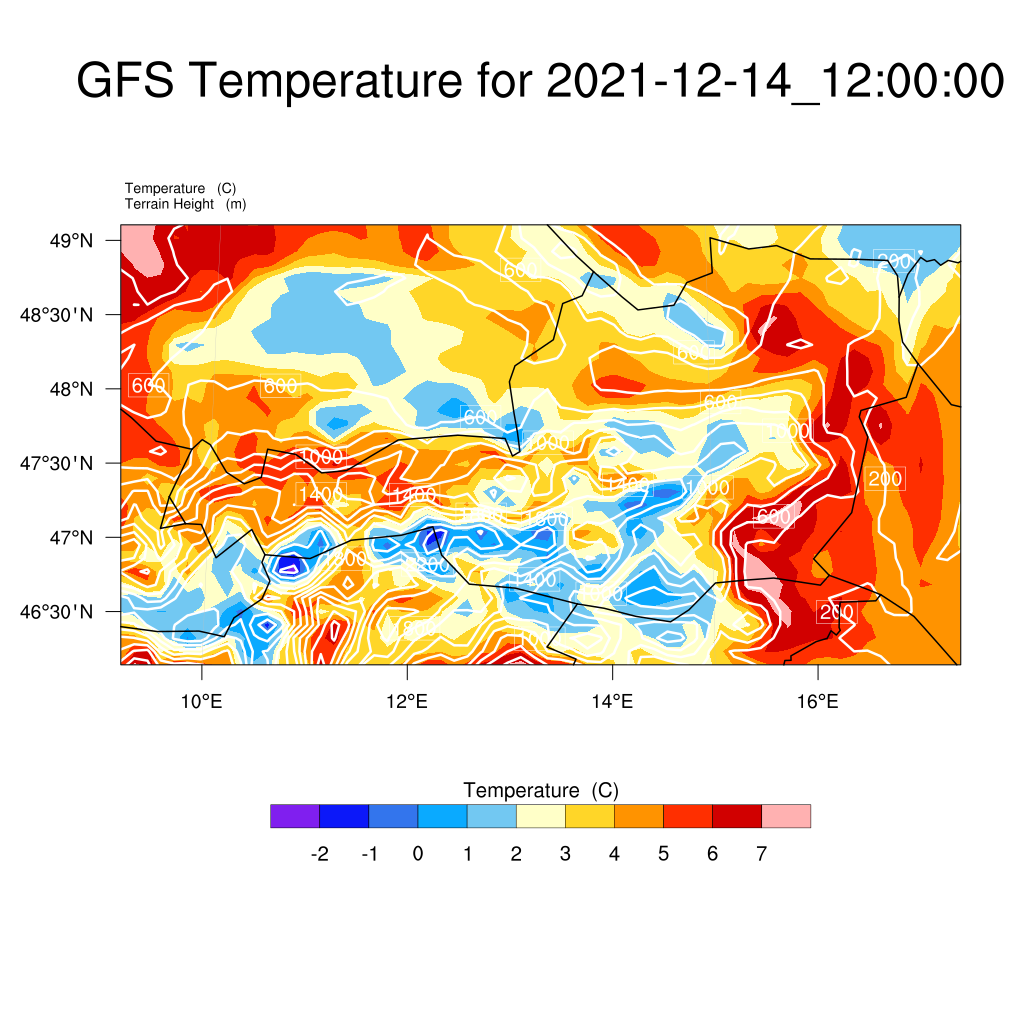 GFS Temperature for 2021-12-14_12:00:00
Temperature (C)
Terrain Height (m)
49°N
48°30'N
48°N
47°30'N
47°N
46°30'N
600
200
600
600
600
600
600
1000
1000
200
1400
1400
1400
1000
600
1400
200
10°E
12°E
14°E
16°E
Temperature (C)
-2 -1 0 1 2 3 4 5 6 7